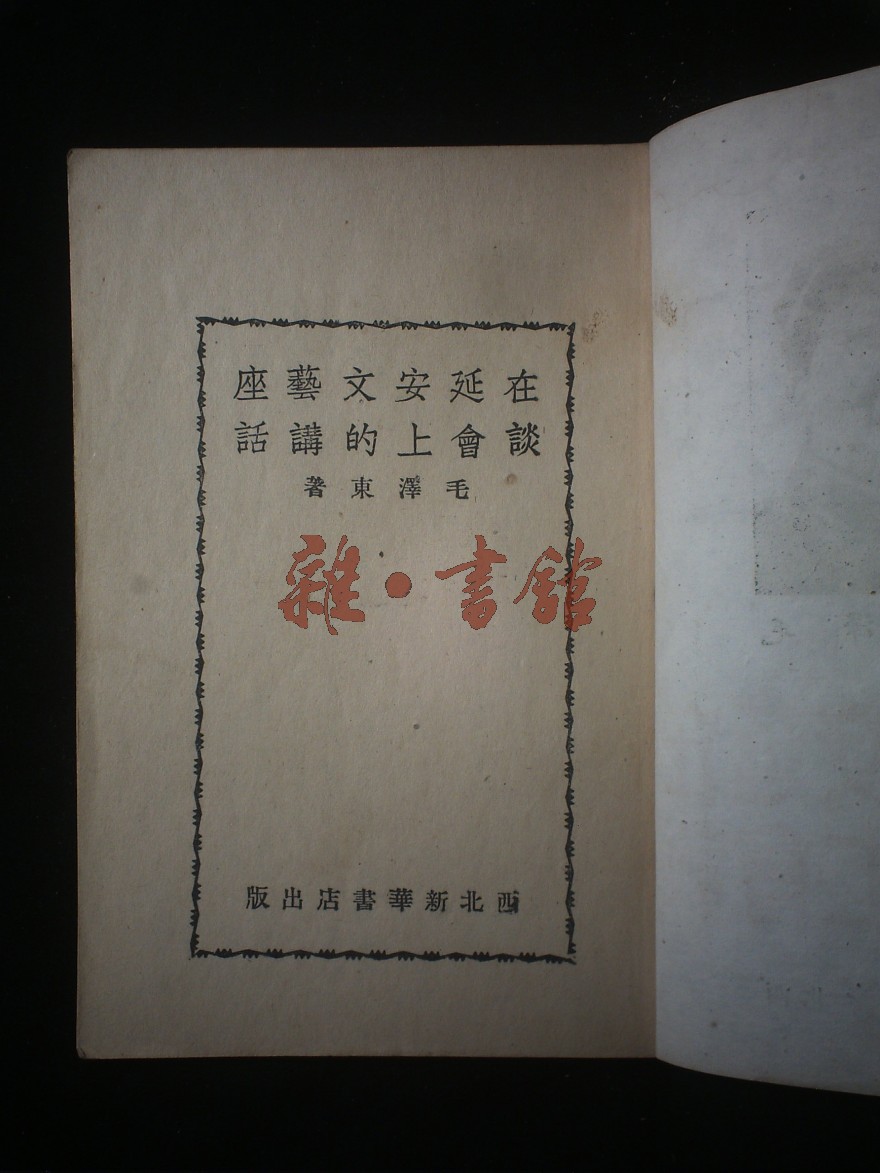 在延安文藝座
談會上的講話
毛澤東著
雜•書館
西北新華書店出版